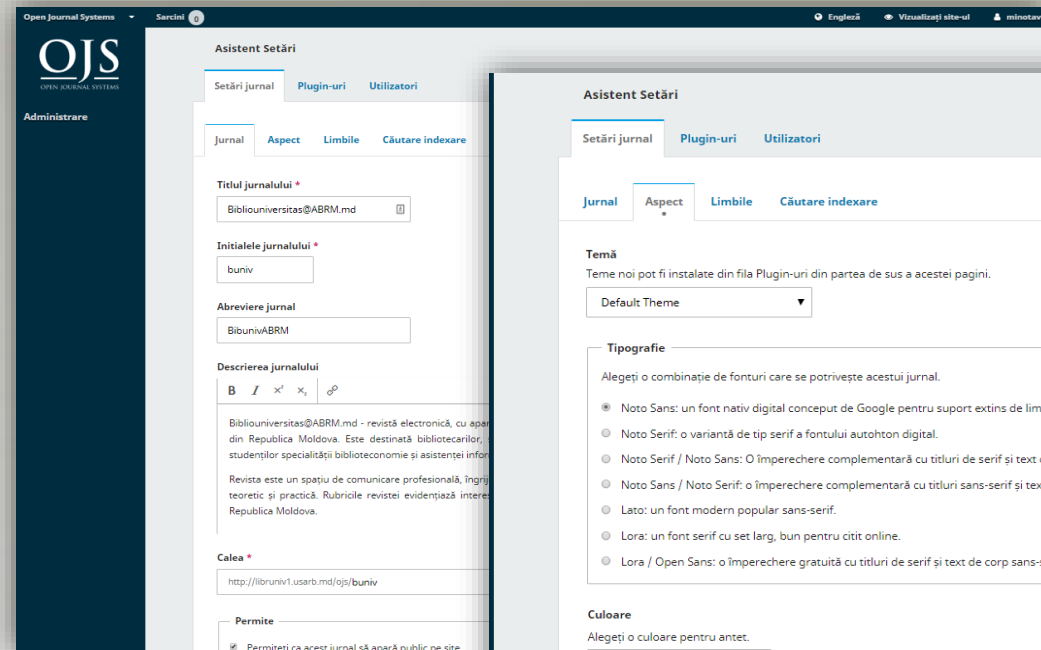 Open Journal Systems Sarcini 0 Engleză Vizualizați site-ul
OJS
OPEN JOURNAL SYSTEMS
Administrare
Asistent Setări
Setări jurnal Plugin-uri Utilizatori
Jurnal Aspect Limbile Căutare indexare
Titlul jurnalului *
Bibliouniversitas@ABRM.md
Initialele jurnalului *
buniv
Abreviere jurnal
BibunivABRM
Descrierea jurnalului
B I x² xₓ
Bibliouniversitas@ABRM.md - revistă electronică, cu
din Republica Moldova. Este destinată bibliotecarilor,
studenților specialității biblioteconomie și asistenței
Revista este un spațiu de comunicare profesională,
teoretic și practică. Rubricile revistei evidențiază
Republica Moldova.
Calea *
http://libruniv1.usarb.md/ojs/buniv
Permite
Permiteți ca acest jurnal să apară public pe site
Asistent Setări
Setări jurnal Plugin-uri Utilizatori
Jurnal Aspect Limbile Căutare indexare
Temă
Teme noi pot fi instalate din fila Plugin-uri din partea de sus a acestei pagini.
Default Theme
Tipografie
Alegeți o combinație de fonturi care se potrivește acestui jurnal.
Noto Sans: un font nativ digital conceput de Google pentru suport extins de
Noto Serif: o variantă de tip serif a fontului autohton digital.
Noto Serif / Noto Sans: O împerechere complementară cu titluri de serif și text
Noto Sans / Noto Serif: o împerechere complementară cu titluri sans-serif și
Lato: un font modern popular sans-serif.
Lora: un font serif cu set larg, bun pentru citit online.
Lora / Open Sans: o împerechere gratuită cu titluri de serif și text de corp
Culoare
Alegeți o culoare pentru antet.